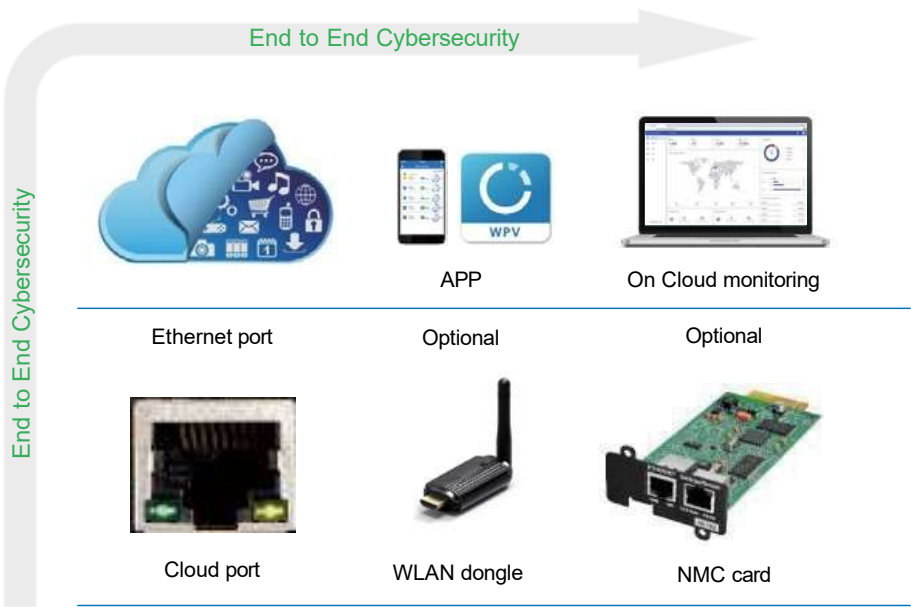 End to End Cybersecurity
End to End Cybersecurity
WPV
APP
On Cloud monitoring
Ethernet port
Optional
Optional
1
Cloud port
WLAN dongle
NMC card